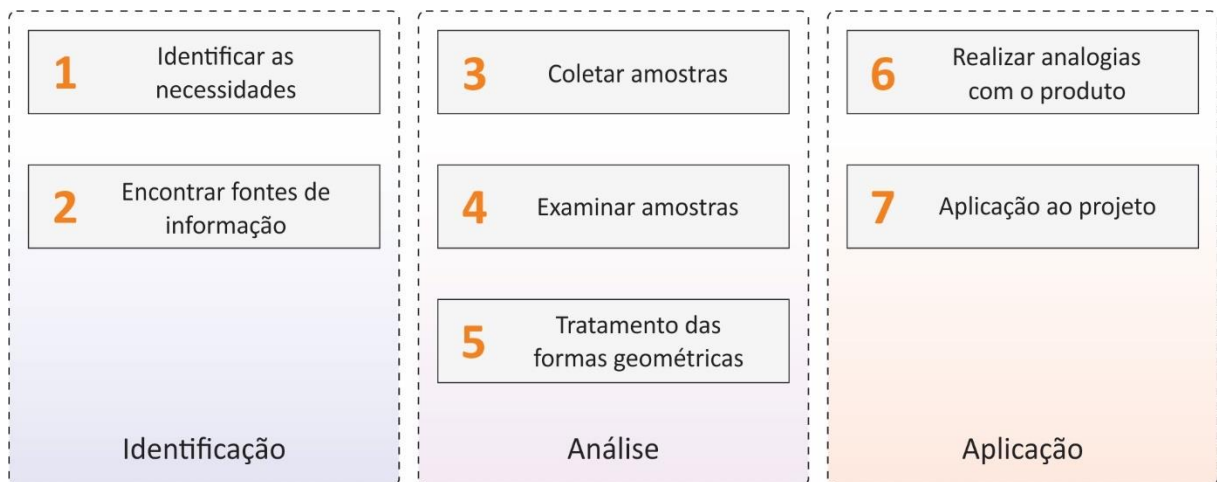 1
Identificar as
necessidades
2
Encontrar fontes de
informação
Identificação
3
Coletar amostras
4
Examinar amostras
5
Tratamento das
formas geométricas
Análise
6
Realizar analogias
com o produto
7
Aplicação ao projeto
Aplicação